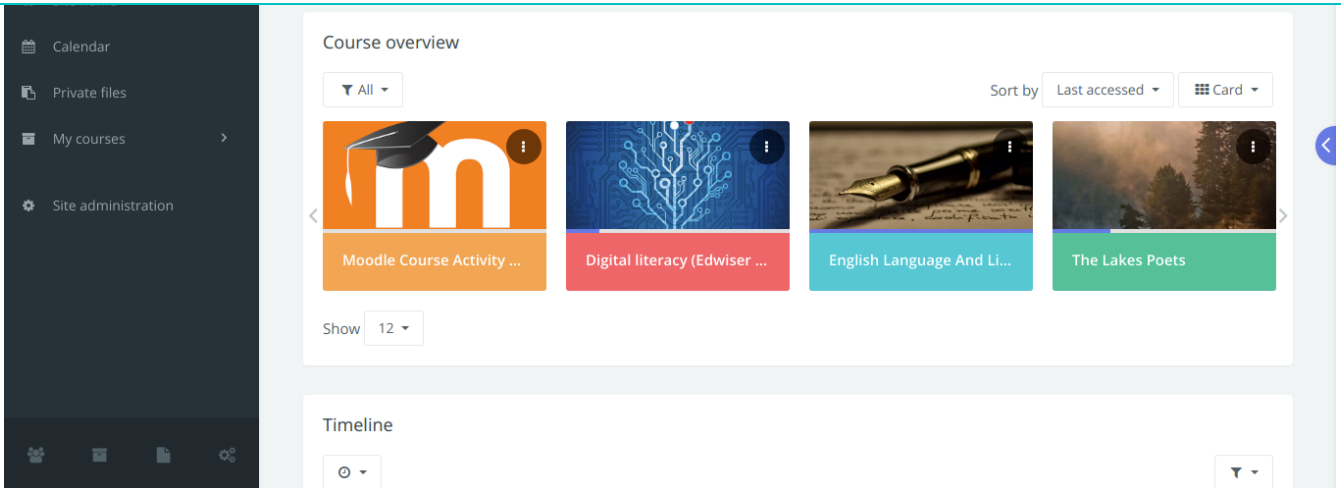 Calendar
Private files
My courses
Site administration
Course overview
All
Sort by Last accessed Card
m
Moodle Course Activity ...
Digital literacy (Edwiser ...
English Language And Li...
The Lakes Poets
Show 12
Timeline